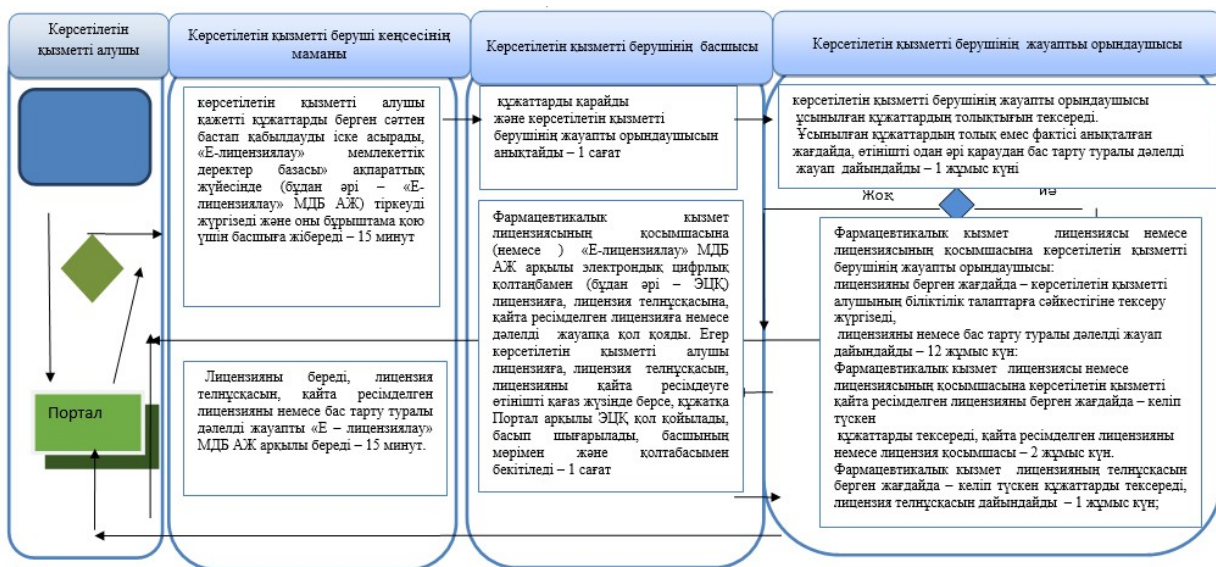 Көрсетілетін
қызметті алушы
Көрсетілетін қызметті беруші кеңсесінің
маманы
Көрсетілетін қызметті берушінің басшысы
Көрсетілетін қызметті берушінің жауаптьы орындаушысы
көрсетілетін қызметті алушы
қажетті құжаттарды берген сәттен
бастап қабылдауды іске асырады,
«Е-лицензиялау» мемлекеттік
деректер базасы» ақпараттық
жүйесінде (бұдан әрі – «Е-
лицензиялау» МДБ АЖ) тіркеуді
жүргізеді және оны бұрыштама қою
үшін басшыға жібереді – 15 минут
құжаттарды қарайды
және көрсетілетін қызметті
берушінің жауапты орындаушысын
анықтайды – 1 сағат
көрсетілетін қызметті берушінің жауапты орындаушысы
ұсынылған құжаттардың толықтығын тексереді.
Ұсынылған құжаттардың толық емес фактісі анықталған
жағдайда, өтінішті одан әрі қараудан бас тарту туралы дәлелді
жауап дайындайды – 1 жұмыс күні
Жоқ
иә
Портал
Лицензияны береді, лицензия
телнұсқасын, қайта ресімделген
лицензияны немесе бас тарту туралы
дәлелді жауапты «Е – лицензиялау»
МДБ АЖ арқылы береді – 15 минут.
Фармацевтикалык кызмет
лицензиясының қосымшасына
(немесе ) «Е-лицензиялау» МДБ
АЖ арқылы электрондық цифрлық
қолтаңбамен (бұдан әрі – ЭЦҚ)
лицензияға, лицензия телнұсқасына,
қайта ресімделген лицензияға немесе
дәлелді жауапқа қол қояды. Егер
көрсетілетін қызметті алушы
лицензияға, лицензия телнұсқасын,
лицензияны қайта ресімдеуге
өтінішті қағаз жүзінде берсе, құжатқа
Портал арқылы ЭЦҚ қол қойылады,
басып шығарылады, басшының
мөрімен және қолтабасымен
бекітіледі – 1 сағат
Фармацевтикалык кызмет лицензиясы немесе
лицензиясының қосымшасына көрсетілетін қызметті
берушінің жауапты орындаушысы:
лицензияны берген жағдайда – көрсетілетін қызметті
алушының біліктілік талаптарға сәйкестігіне тексеру
жүргізеді,
лицензияны немесе бас тарту туралы дәлелді жауап
дайындайды – 12 жұмыс күн:
Фармацевтикалык кызмет лицензиясы немесе
лицензиясының қосымшасына көрсетілетін қызметті
қайта ресімделген лицензияны берген жағдайда – келіп
түскен
құжаттарды тексереді, қайта ресімделген лицензияны
немесе лицензия қосымшасы – 2 жұмыс күн.
Фармацевтикалык кызмет лицензияның телнұсқасын
берген жағдайда – келіп түскен құжаттарды тексереді,
лицензия телнұсқасын дайындайды – 1 жұмыс күн;